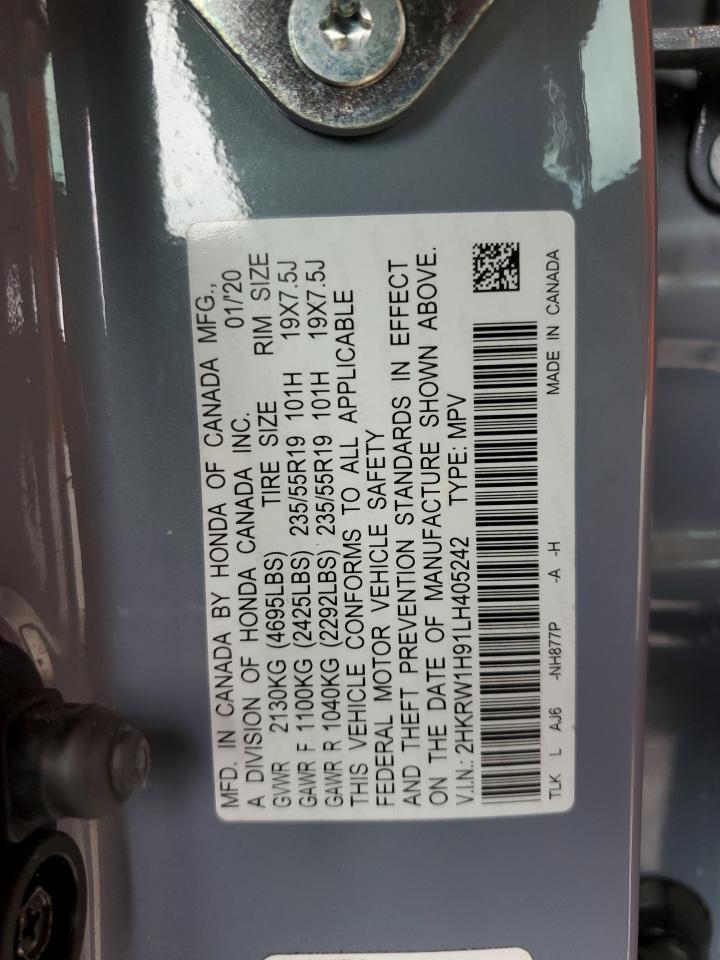 MFD. IN CANADA BY HONDA OF CANADA MFG.,
A DIVISION OF HONDA CANADA INC. 01/'20
GVWR 2130KG (4695LBS) TIRE SIZE RIM SIZE
GAWR F 1100KG (2425LBS) 235/55R19 101H 19X7.5J
GAWR R 1040KG (2292LBS) 235/55R19 101H 19X7.5J
THIS VEHICLE CONFORMS TO ALL APPLICABLE
FEDERAL MOTOR VEHICLE SAFETY
AND THEFT PREVENTION STANDARDS IN EFFECT
ON THE DATE OF MANUFACTURE SHOWN ABOVE.
V.I.N.: 2HKRW1H91LH405242 TYPE: MPV
TLK L AJ6 -NH877P -A -H MADE IN CANADA